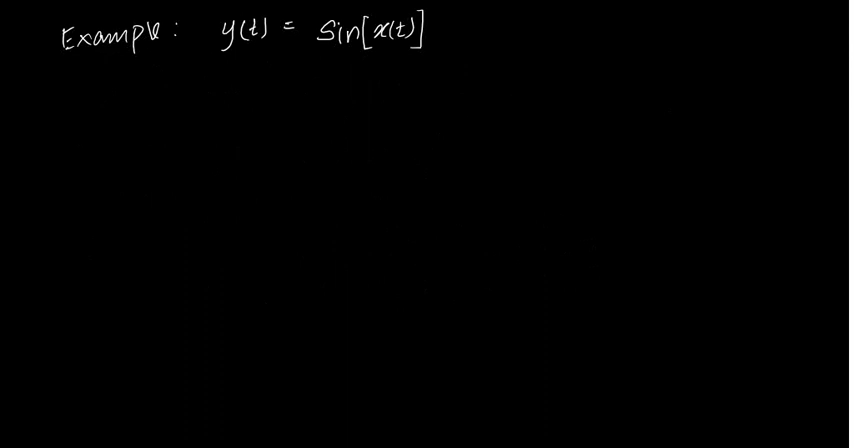 Example: y(t) = Sin[x(t)]